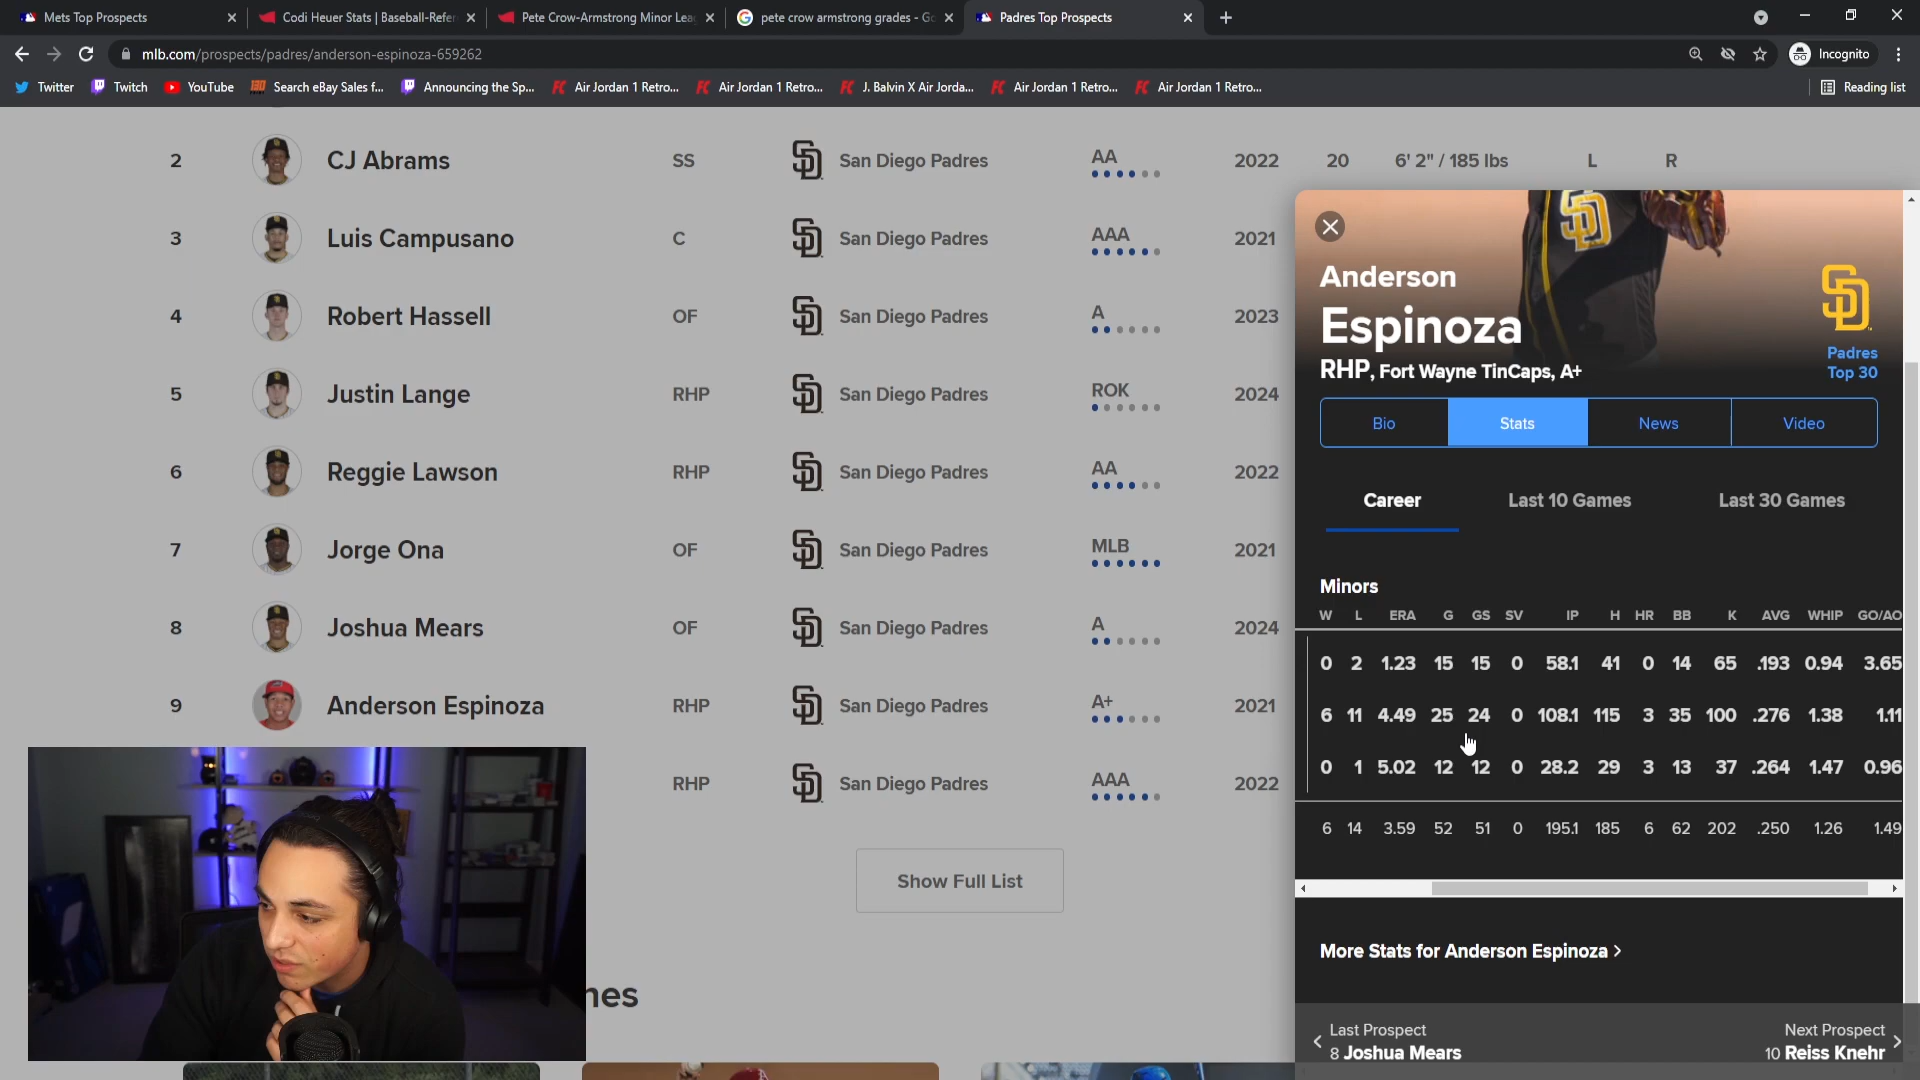 Mets Top Prospects
Codi Heuer Stats | Baseball-Refer
Pete Crow-Armstrong Minor Lea
pete crow armstrong grades - Go
Padres Top Prospects
mlb.com/prospects/padres/anderson-espinoza-659262
Incognito
Twitter
Twitch
YouTube
Search eBay Sales f...
Announcing the Sp...
Air Jordan 1 Retro...
Air Jordan 1 Retro...
J. Balvin X Air Jorda...
Air Jordan 1 Retro...
Air Jordan 1 Retro...
Reading list
2 CJ Abrams SS San Diego Padres AA 2022 20 6' 2" / 185 lbs L R
3 Luis Campusano C San Diego Padres AAA 2021
4 Robert Hassell OF San Diego Padres A 2023
5 Justin Lange RHP San Diego Padres ROK 2024
6 Reggie Lawson RHP San Diego Padres AA 2022
7 Jorge Ona OF San Diego Padres MLB 2021
8 Joshua Mears OF San Diego Padres A 2024
9 Anderson Espinoza RHP San Diego Padres A+ 2021
RHP San Diego Padres AAA 2022
Show Full List
nes
SD
Anderson
Espinoza
RHP, Fort Wayne TinCaps, A+
SD
Padres
Top 30
Bio Stats News Video
Career Last 10 Games Last 30 Games
Minors
W L ERA G GS SV IP H HR BB K AVG WHIP GO/AO
0 2 1.23 15 15 0 58.1 41 0 14 65 .193 0.94 3.65
6 11 4.49 25 24 0 108.1 115 3 35 100 .276 1.38 1.11
0 1 5.02 12 12 0 28.2 29 3 13 37 .264 1.47 0.96
6 14 3.59 52 51 0 195.1 185 6 62 202 .250 1.26 1.49
More Stats for Anderson Espinoza >
Last Prospect
8 Joshua Mears
Next Prospect
10 Reiss Knehr